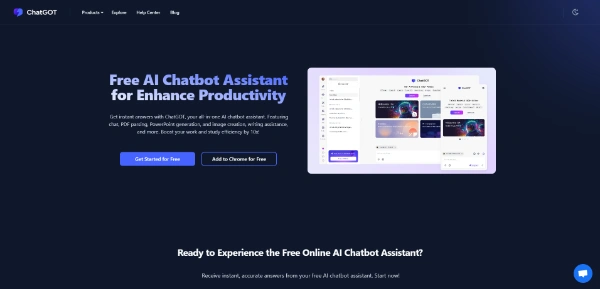 ChatGOT
Products
Explore
Help Center
Blog
Free AI Chatbot Assistant
for Enhance Productivity
Get instant answers with ChatGOT, your all-in-one AI chatbot assistant. Featuring
chat, PDF parsing, PowerPoint generation, and image creation, writing assistance,
and more. Boost your work and study efficiency by 10x!
Get Started for Free
Add to Chrome for Free
ChatGOT
Ready to Experience the Free Online AI Chatbot Assistant?
Receive instant, accurate answers from your free AI chatbot assistant. Start now!